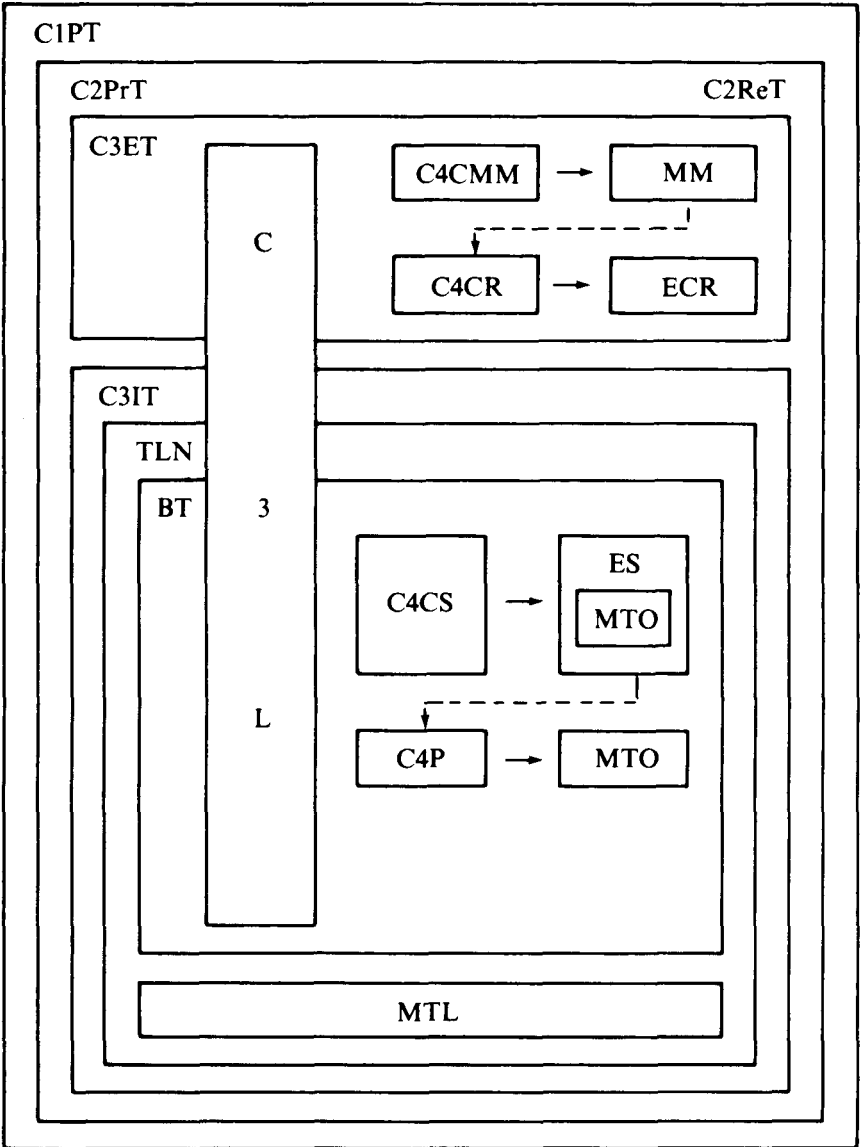 C1PT
C2PrT C2ReT
C3ET
C4CMM → MM
C
C4CR → ECR
C3IT
TLN
BT 3
ES
C4CS → MTO
L
C4P → MTO
MTL